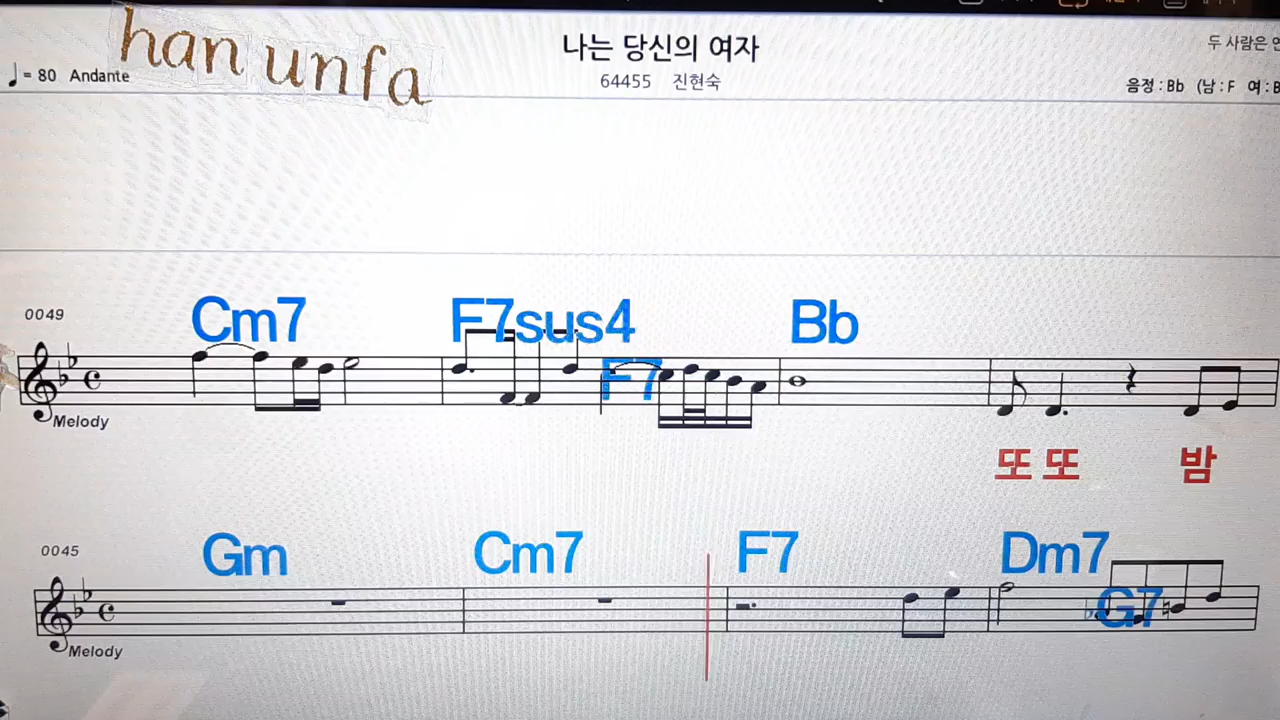 han unfa
나는 당신의 여자
두 사람은
♩= 80 Andante
64455 진현숙
음정 : Bb (남 : F 여 : B
0049
Cm7 F7sus4 F7 Bb
Melody
또 또 밤
0045
Gm Cm7 F7 Dm7 G7
Melody